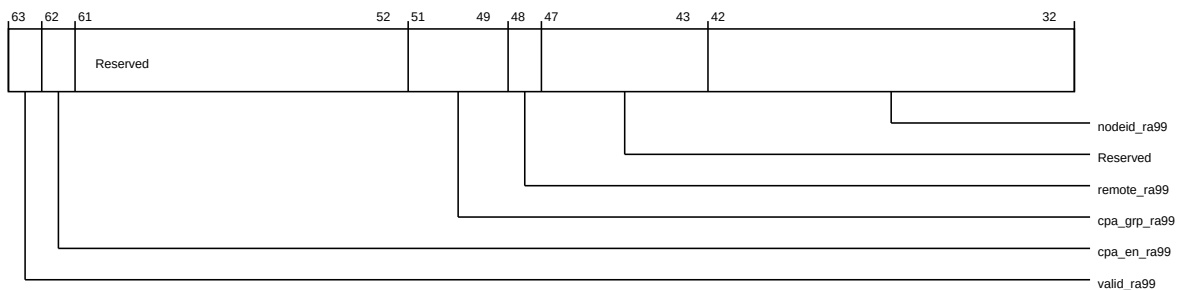 63 62 61 52 51 49 48 47 43 42 32
Reserved
nodeid_ra99
Reserved
remote_ra99
cpa_grp_ra99
cpa_en_ra99
valid_ra99